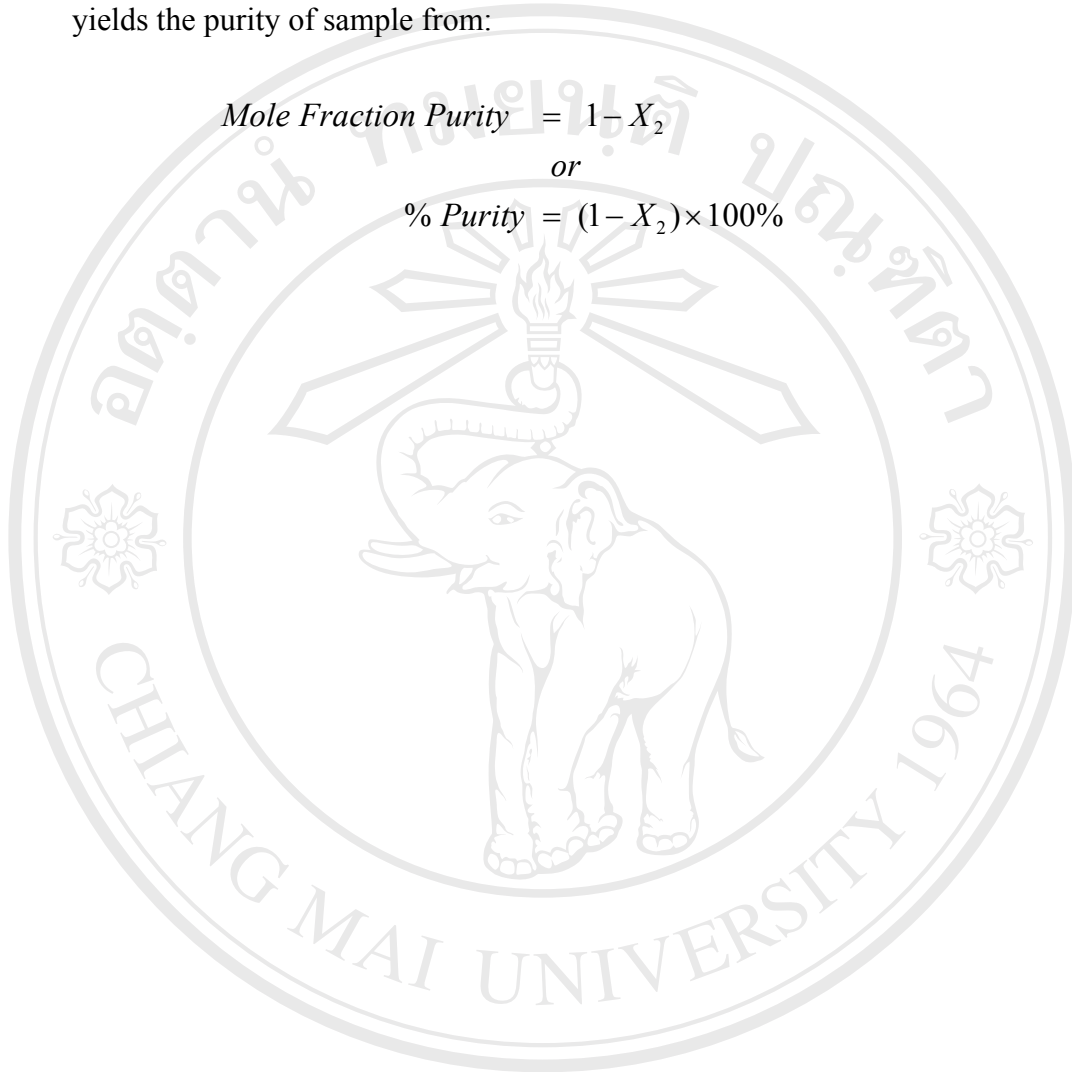 yields the purity of sample from:
Mole Fraction Purity = 1 − X₂
or
% Purity = (1 − X₂) × 100%
CHIANG MAI UNIVERSITY 1964